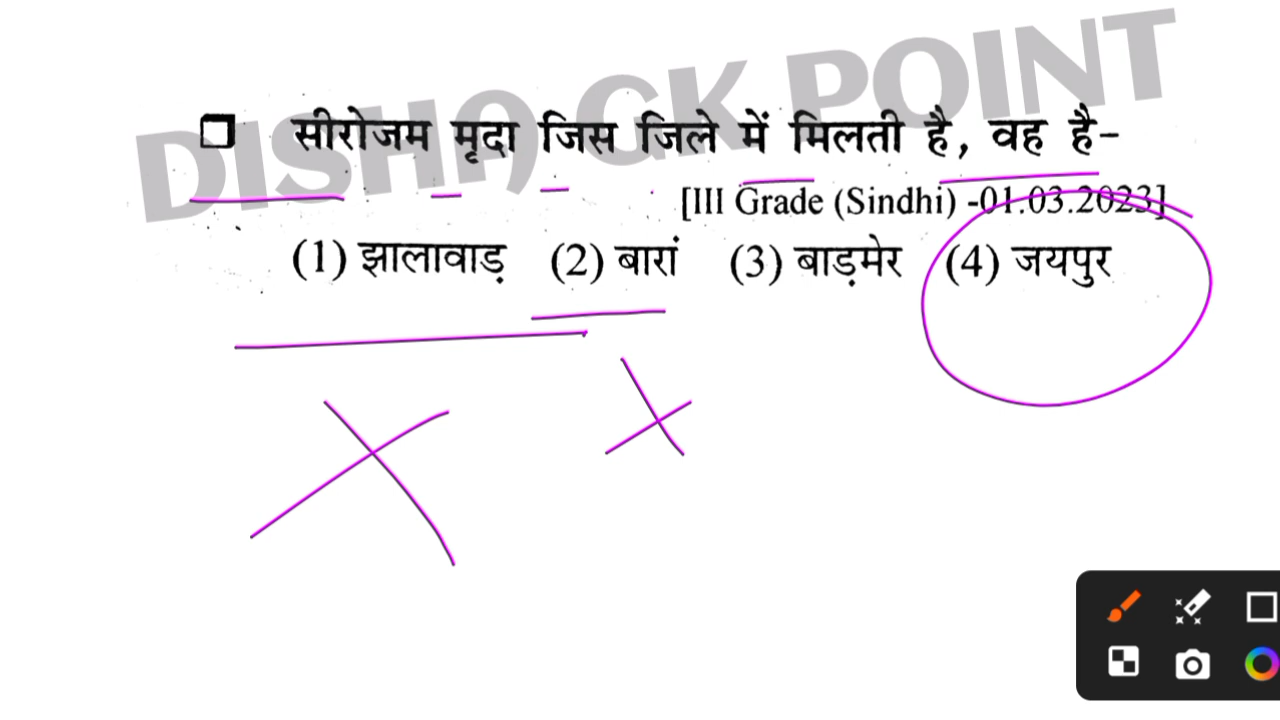 DISHA GK POINT
❑ सीरोजम मृदा जिस जिले में मिलती है, वह है-
[III Grade (Sindhi) -01.03.2023]
(1) झालावाड़ (2) बारां (3) बाड़मेर (4) जयपुर